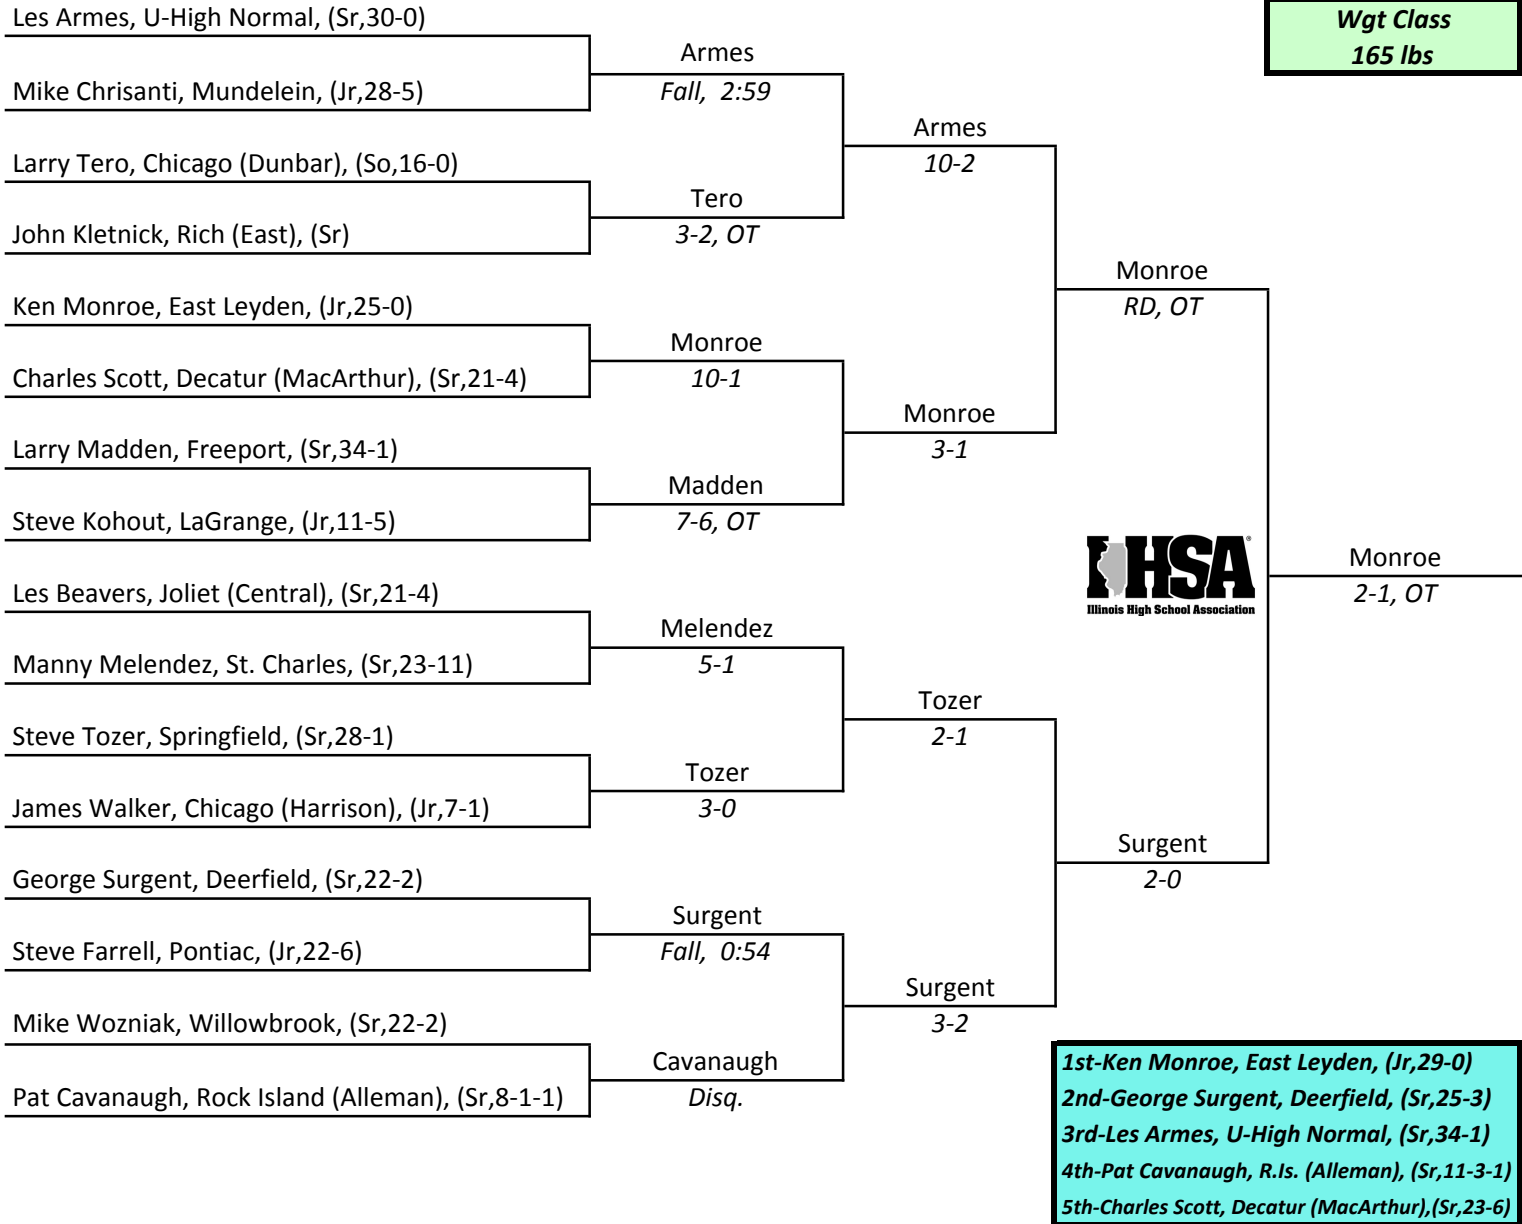 Les Armes, U-High Normal, (Sr,30-0)
Wgt Class
165 lbs
Armes
Fall,  2:59
Mike Chrisanti, Mundelein, (Jr,28-5)
Armes
10-2
Larry Tero, Chicago (Dunbar), (So,16-0)
Tero
3-2, OT
John Kletnick, Rich (East), (Sr)
Monroe
RD, OT
Ken Monroe, East Leyden, (Jr,25-0)
Monroe
10-1
Charles Scott, Decatur (MacArthur), (Sr,21-4)
Monroe
3-1
Larry Madden, Freeport, (Sr,34-1)
Madden
7-6, OT
Steve Kohout, LaGrange, (Jr,11-5)
IHSA®
Illinois High School Association
Monroe
2-1, OT
Les Beavers, Joliet (Central), (Sr,21-4)
Melendez
5-1
Manny Melendez, St. Charles, (Sr,23-11)
Tozer
2-1
Steve Tozer, Springfield, (Sr,28-1)
Tozer
3-0
James Walker, Chicago (Harrison), (Jr,7-1)
Surgent
2-0
George Surgent, Deerfield, (Sr,22-2)
Surgent
Fall,  0:54
Steve Farrell, Pontiac, (Jr,22-6)
Surgent
3-2
Mike Wozniak, Willowbrook, (Sr,22-2)
Cavanaugh
Disq.
Pat Cavanaugh, Rock Island (Alleman), (Sr,8-1-1)
1st-Ken Monroe, East Leyden, (Jr,29-0)
2nd-George Surgent, Deerfield, (Sr,25-3)
3rd-Les Armes, U-High Normal, (Sr,34-1)
4th-Pat Cavanaugh, R.Is. (Alleman), (Sr,11-3-1)
5th-Charles Scott, Decatur (MacArthur),(Sr,23-6)